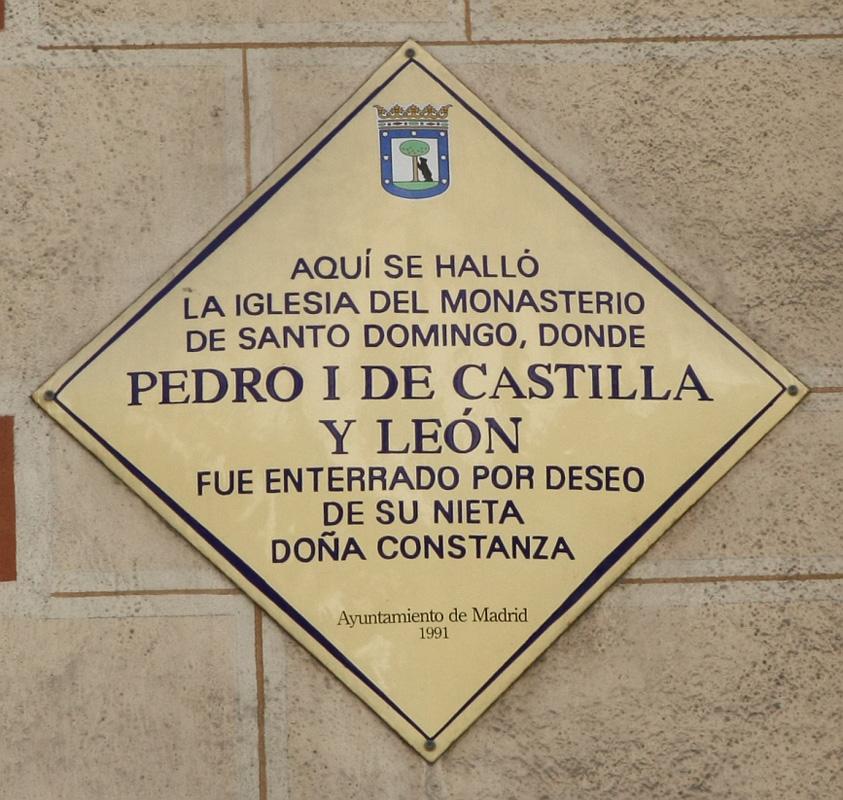 AQUÍ SE HALLÓ
LA IGLESIA DEL MONASTERIO
DE SANTO DOMINGO, DONDE
PEDRO I DE CASTILLA
Y LEÓN
FUE ENTERRADO POR DESEO
DE SU NIETA
DOÑA CONSTANZA
Ayuntamiento de Madrid
1991